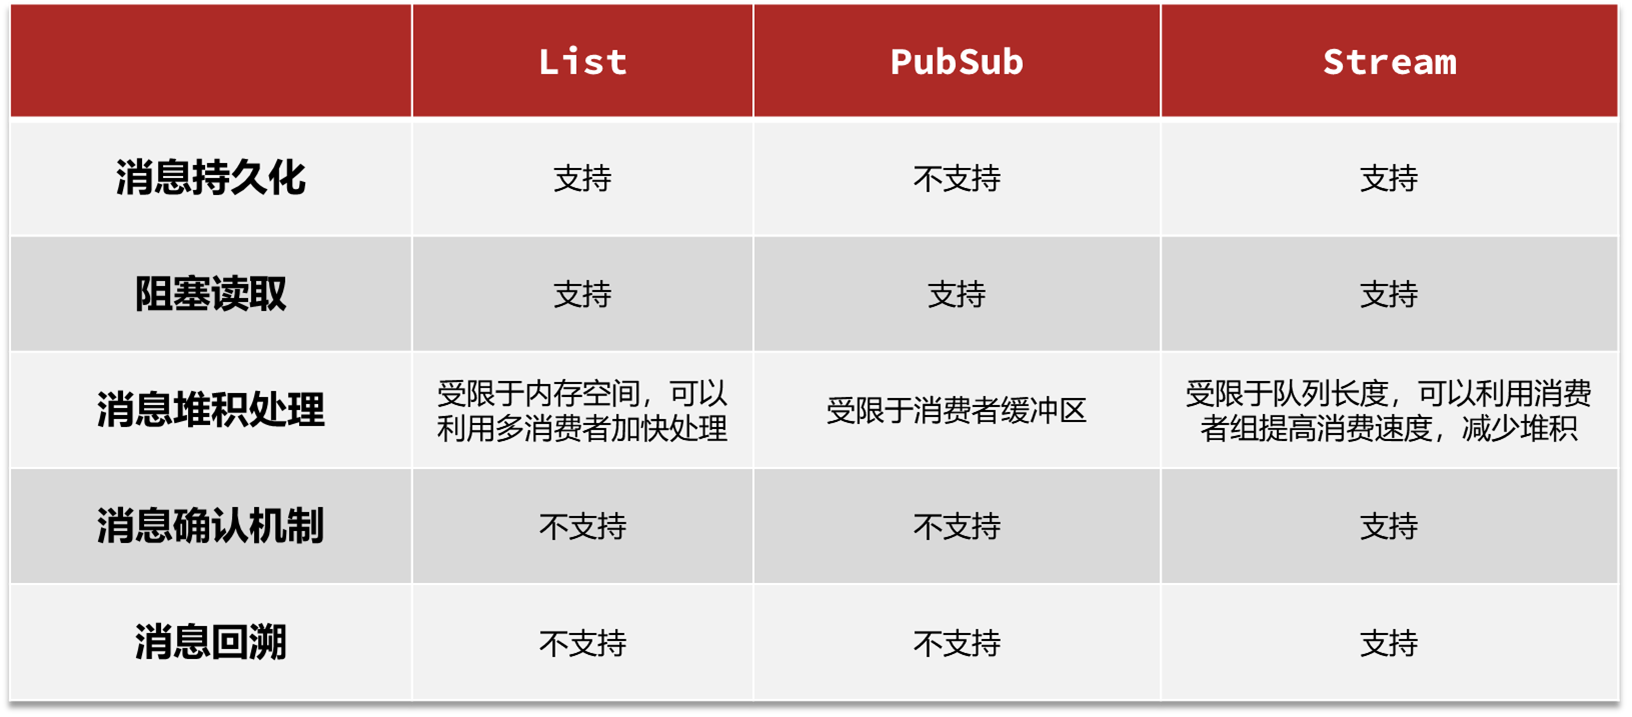 List PubSub Stream
消息持久化 支持 不支持 支持
阻塞读取 支持 支持 支持
消息堆积处理 受限于内存空间，可以 利用多消费者加快处理 受限于消费者缓冲区 受限于队列长度，可以利用消费 者组提高消费速度，减少堆积
消息确认机制 不支持 不支持 支持
消息回溯 不支持 不支持 支持